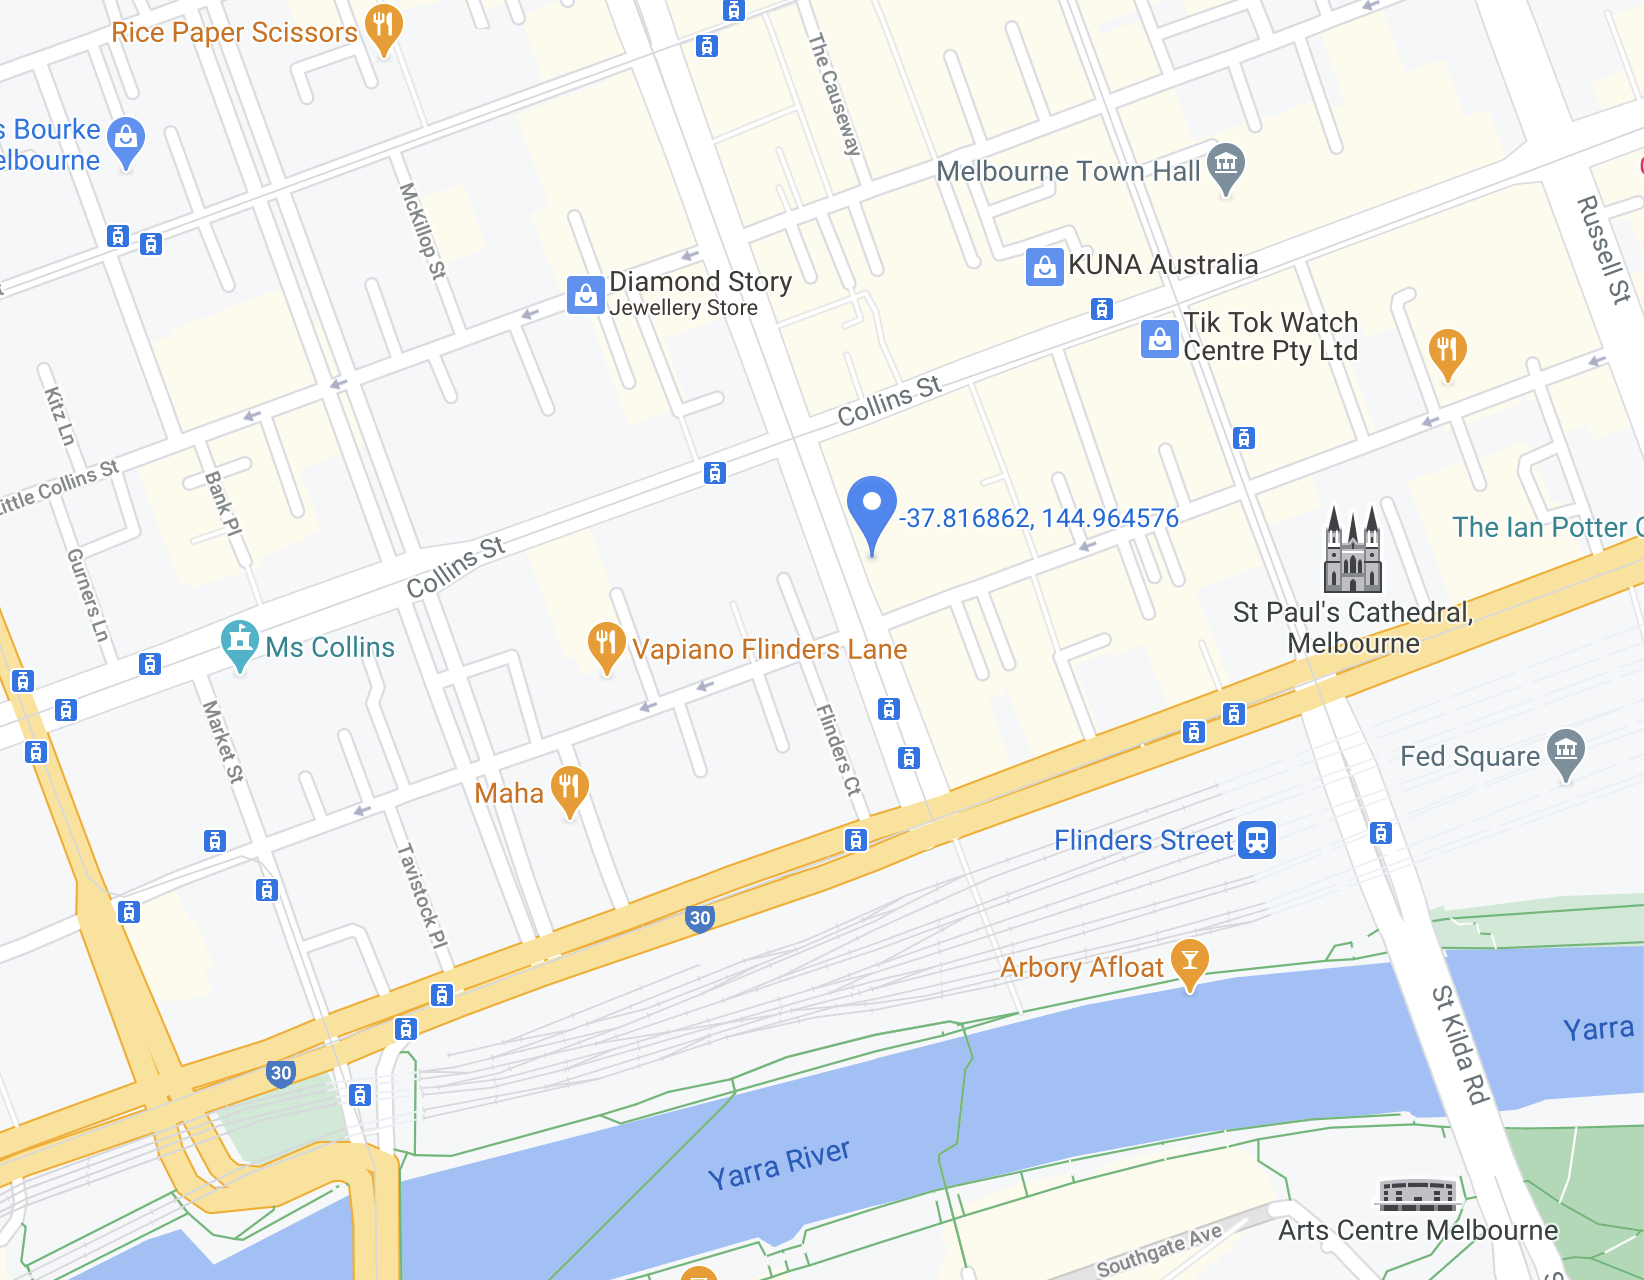 Rice Paper Scissors
The Causeway
s Bourke
elbourne
Melbourne Town Hall
McKillop St
Russell St
KUNA Australia
Diamond Story
Jewellery Store
Tik Tok Watch
Centre Pty Ltd
Collins St
Kitz Ln
ittle Collins St
Bank Pl
-37.816862, 144.964576
The Ian Potter C
Collins St
Gurners Ln
St Paul's Cathedral,
Melbourne
Ms Collins
Vapiano Flinders Lane
Market St
Flinders Ct
Fed Square
Maha
Flinders Street
Tavistock Pl
30
Arbory Afloat
St Kilda Rd
Yarra
30
Yarra River
Arts Centre Melbourne
Southgate Ave